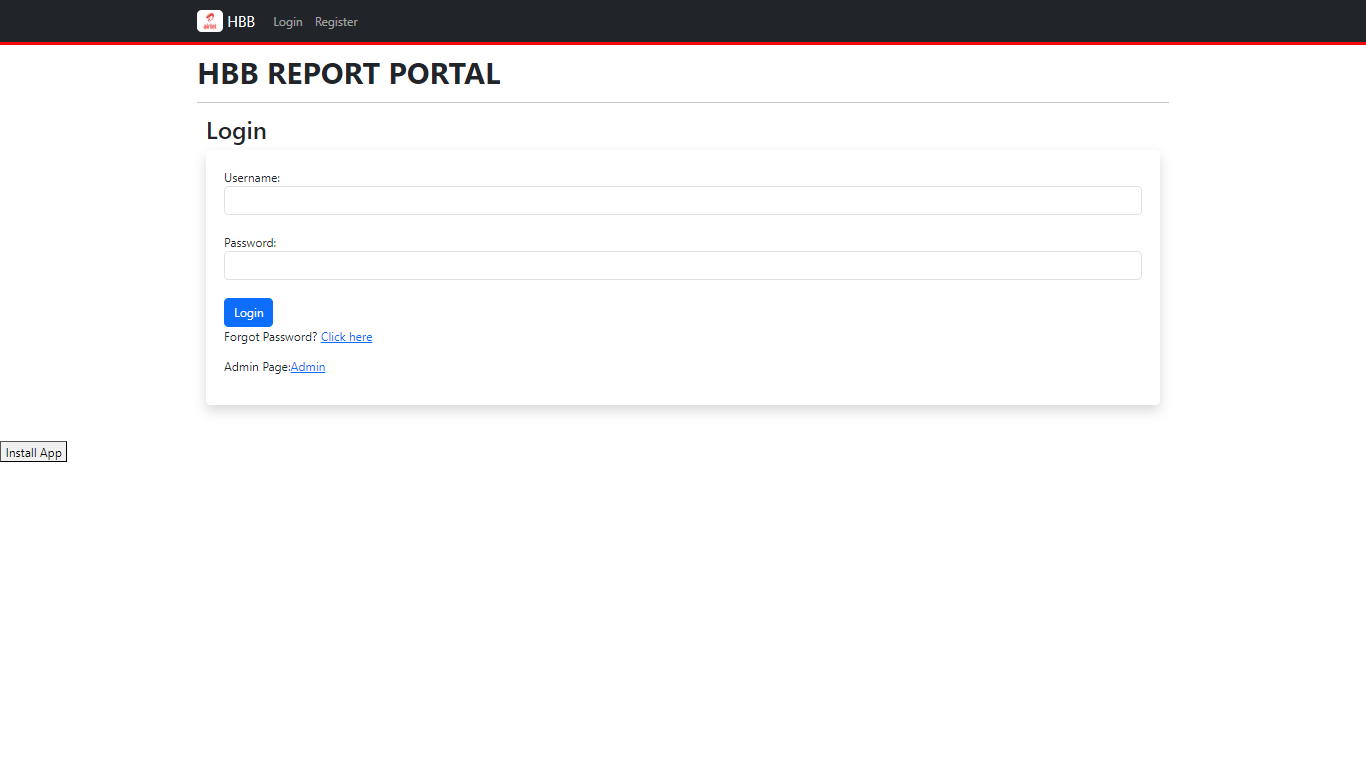 airtel HBB Login Register
HBB REPORT PORTAL
Login
Username:
Password:
Login
Forgot Password? Click here
Admin Page:Admin
Install App